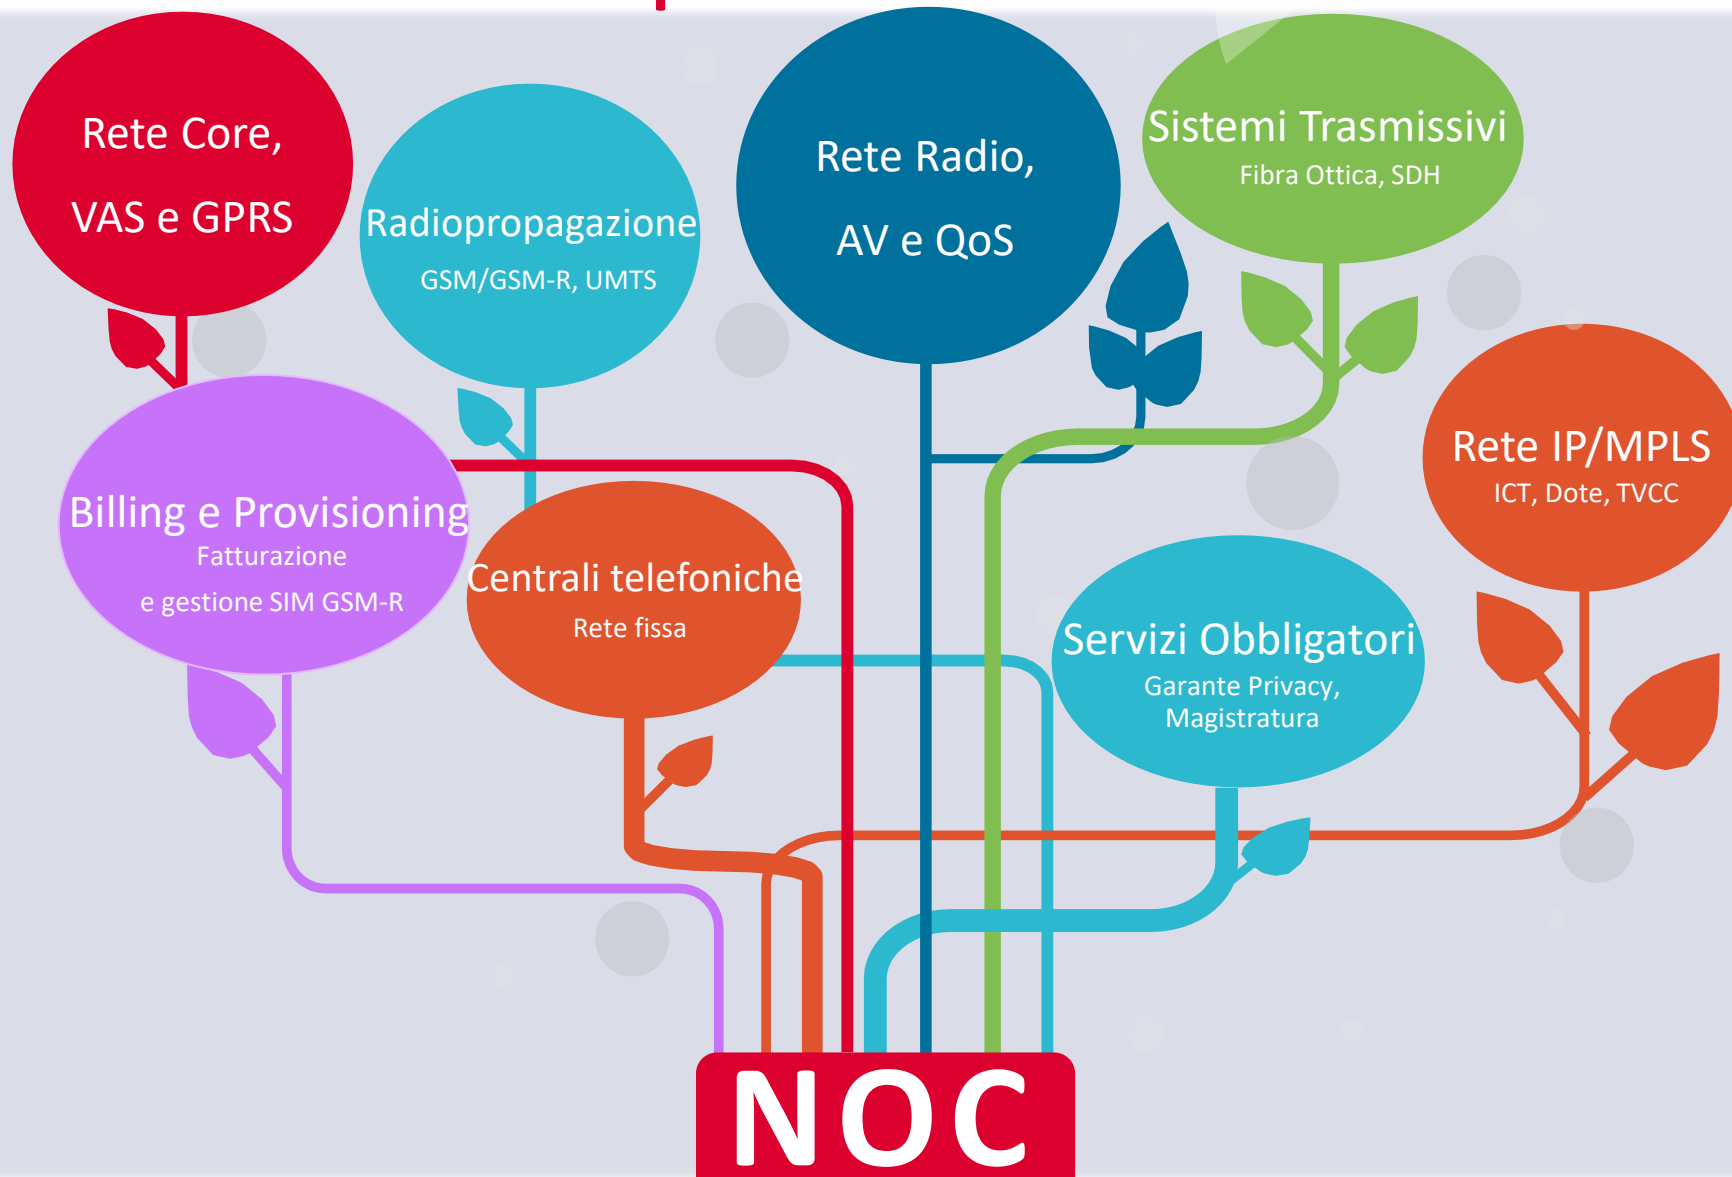 Rete Core,
VAS e GPRS
Radiopropagazione
GSM/GSM-R, UMTS
Rete Radio,
AV e QoS
Sistemi Trasmissivi
Fibra Ottica, SDH
Rete IP/MPLS
ICT, Dote, TVCC
Billing e Provisioning
Fatturazione
e gestione SIM GSM-R
Centrali telefoniche
Rete fissa
Servizi Obbligatori
Garante Privacy,
Magistratura
NOC